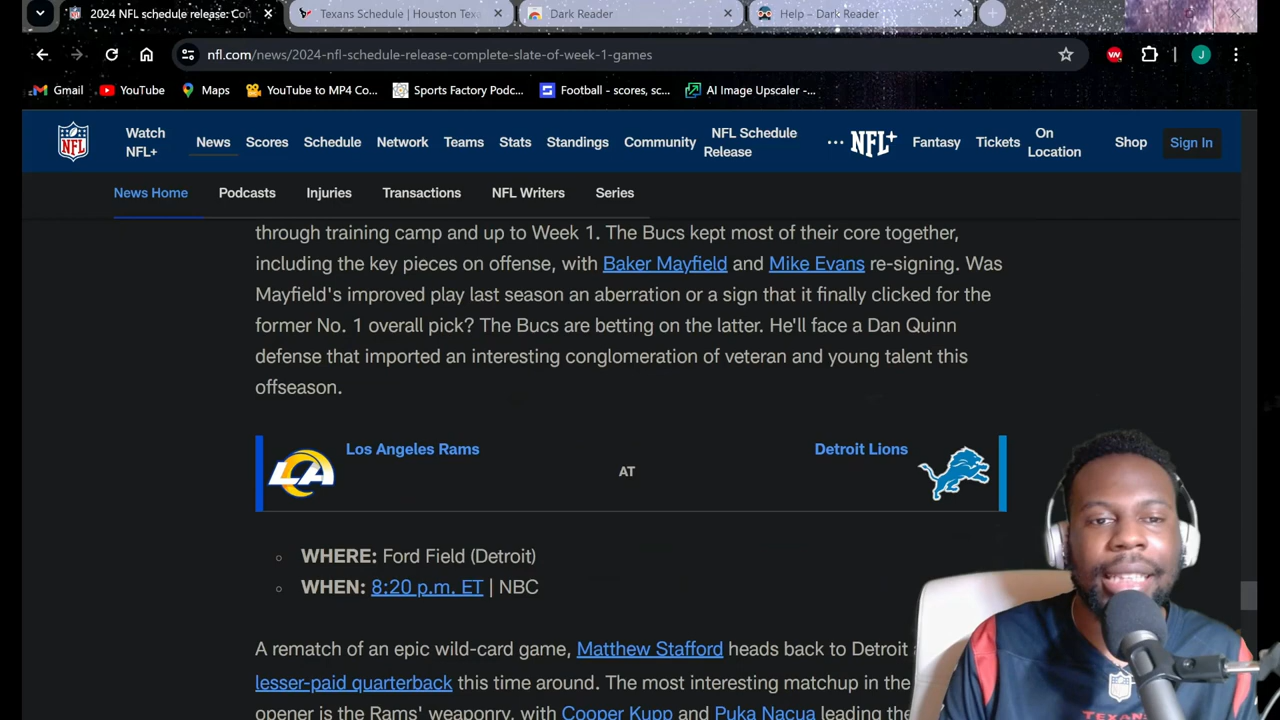 2024 NFL schedule release: Cor
Texans Schedule | Houston Tex
Dark Reader
Help – Dark Reader
nfl.com/news/2024-nfl-schedule-release-complete-slate-of-week-1-games
J
Gmail
YouTube
Maps
YouTube to MP4 Co...
Sports Factory Podc...
Football - scores, sc...
AI Image Upscaler -...
NFL
Watch NFL+
News
Scores
Schedule
Network
Teams
Stats
Standings
Community
NFL Schedule Release
NFL+
Fantasy
Tickets
On Location
Shop
Sign In
News Home
Podcasts
Injuries
Transactions
NFL Writers
Series
through training camp and up to Week 1. The Bucs kept most of their core together,
including the key pieces on offense, with Baker Mayfield and Mike Evans re-signing. Was
Mayfield's improved play last season an aberration or a sign that it finally clicked for the
former No. 1 overall pick? The Bucs are betting on the latter. He'll face a Dan Quinn
defense that imported an interesting conglomeration of veteran and young talent this
offseason.
Los Angeles Rams
LA
AT
Detroit Lions
WHERE: Ford Field (Detroit)
WHEN: 8:20 p.m. ET | NBC
A rematch of an epic wild-card game, Matthew Stafford heads back to Detroit
lesser-paid quarterback this time around. The most interesting matchup in the
opener is the Rams' weaponry, with Cooper Kupp and Puka Nacua leading the
TEXANS